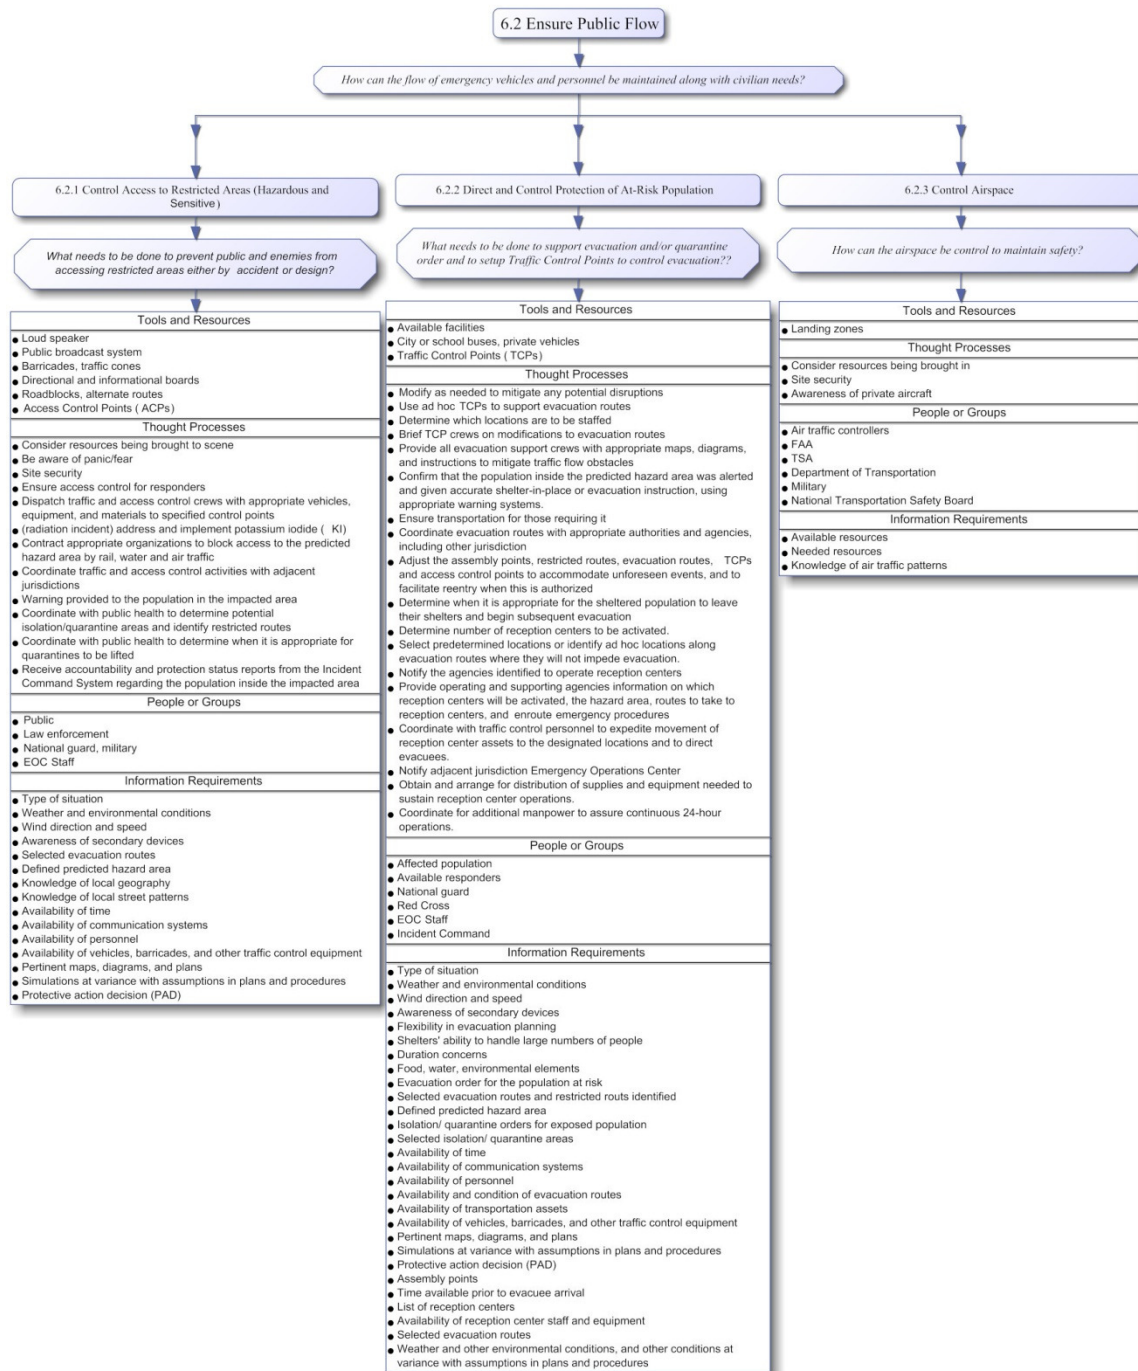 6.2 Ensure Public Flow
How can the flow of emergency vehicles and personnel be maintained along with civilian needs?
6.2.1 Control Access to Restricted Areas (Hazardous and
Sensitive)
What needs to be done to prevent public and enemies from
accessing restricted areas either by accident or design?
Tools and Resources
● Loud speaker
● Public broadcast system
● Barricades, traffic cones
● Directional and informational boards
● Roadblocks, alternate routes
● Access Control Points ( ACPs)
Thought Processes
● Consider resources being brought to scene
● Be aware of panic/fear
● Site security
● Ensure access control for responders
● Dispatch traffic and access control crews with appropriate vehicles,
equipment, and materials to specified control points
● (radiation incident) address and implement potassium iodide ( KI)
● Contract appropriate organizations to block access to the predicted
hazard area by rail, water and air traffic
● Coordinate traffic and access control activities with adjacent
jurisdictions
● Warning provided to the population in the impacted area
● Coordinate with public health to determine potential
isolation/quarantine areas and identify restricted routes
● Coordinate with public health to determine when it is appropriate for
quarantines to be lifted
● Receive accountability and protection status reports from the Incident
Command System regarding the population inside the impacted area
People or Groups
● Public
● Law enforcement
● National guard, military
● EOC Staff
Information Requirements
● Type of situation
● Weather and environmental conditions
● Wind direction and speed
● Awareness of secondary devices
● Selected evacuation routes
● Defined predicted hazard area
● Knowledge of local geography
● Knowledge of local street patterns
● Availability of time
● Availability of communication systems
● Availability of personnel
● Availability of vehicles, barricades, and other traffic control equipment
● Pertinent maps, diagrams, and plans
● Simulations at variance with assumptions in plans and procedures
● Protective action decision (PAD)
6.2.2 Direct and Control Protection of At-Risk Population
What needs to be done to support evacuation and/or quarantine
order and to setup Traffic Control Points to control evacuation??
Tools and Resources
● Available facilities
● City or school buses, private vehicles
● Traffic Control Points ( TCPs)
Thought Processes
● Modify as needed to mitigate any potential disruptions
● Use ad hoc TCPs to support evacuation routes
● Determine which locations are to be staffed
● Brief TCP crews on modifications to evacuation routes
● Provide all evacuation support crews with appropriate maps, diagrams,
and instructions to mitigate traffic flow obstacles
● Confirm that the population inside the predicted hazard area was alerted
and given accurate shelter-in-place or evacuation instruction, using
appropriate warning systems.
● Ensure transportation for those requiring it
● Coordinate evacuation routes with appropriate authorities and agencies,
including other jurisdiction
● Adjust the assembly points, restricted routes, evacuation routes, TCPs
and access control points to accommodate unforeseen events, and to
facilitate reentry when this is authorized
● Determine when it is appropriate for the sheltered population to leave
their shelters and begin subsequent evacuation
● Determine number of reception centers to be activated.
● Select predetermined locations or identify ad hoc locations along
evacuation routes where they will not impede evacuation.
● Notify the agencies identified to operate reception centers
● Provide operating and supporting agencies information on which
reception centers will be activated, the hazard area, routes to take to
reception centers, and enroute emergency procedures
● Coordinate with traffic control personnel to expedite movement of
reception center assets to the designated locations and to direct
evacuees.
● Notify adjacent jurisdiction Emergency Operations Center
● Obtain and arrange for distribution of supplies and equipment needed to
sustain reception center operations.
● Coordinate for additional manpower to assure continuous 24-hour
operations.
People or Groups
● Affected population
● Available responders
● National guard
● Red Cross
● EOC Staff
● Incident Command
Information Requirements
● Type of situation
● Weather and environmental conditions
● Wind direction and speed
● Awareness of secondary devices
● Flexibility in evacuation planning
● Shelters' ability to handle large numbers of people
● Duration concerns
● Food, water, environmental elements
● Evacuation order for the population at risk
● Selected evacuation routes and restricted routs identified
● Defined predicted hazard area
● Isolation/ quarantine orders for exposed population
● Selected isolation/ quarantine areas
● Availability of time
● Availability of communication systems
● Availability of personnel
● Availability and condition of evacuation routes
● Availability of transportation assets
● Availability of vehicles, barricades, and other traffic control equipment
● Pertinent maps, diagrams, and plans
● Simulations at variance with assumptions in plans and procedures
● Protective action decision (PAD)
● Assembly points
● Time available prior to evacuee arrival
● List of reception centers
● Availability of reception center staff and equipment
● Selected evacuation routes
● Weather and other environmental conditions, and other conditions at
variance with assumptions in plans and procedures
6.2.3 Control Airspace
How can the airspace be control to maintain safety?
Tools and Resources
● Landing zones
Thought Processes
● Consider resources being brought in
● Site security
● Awareness of private aircraft
People or Groups
● Air traffic controllers
● FAA
● TSA
● Department of Transportation
● Military
● National Transportation Safety Board
Information Requirements
● Available resources
● Needed resources
● Knowledge of air traffic patterns